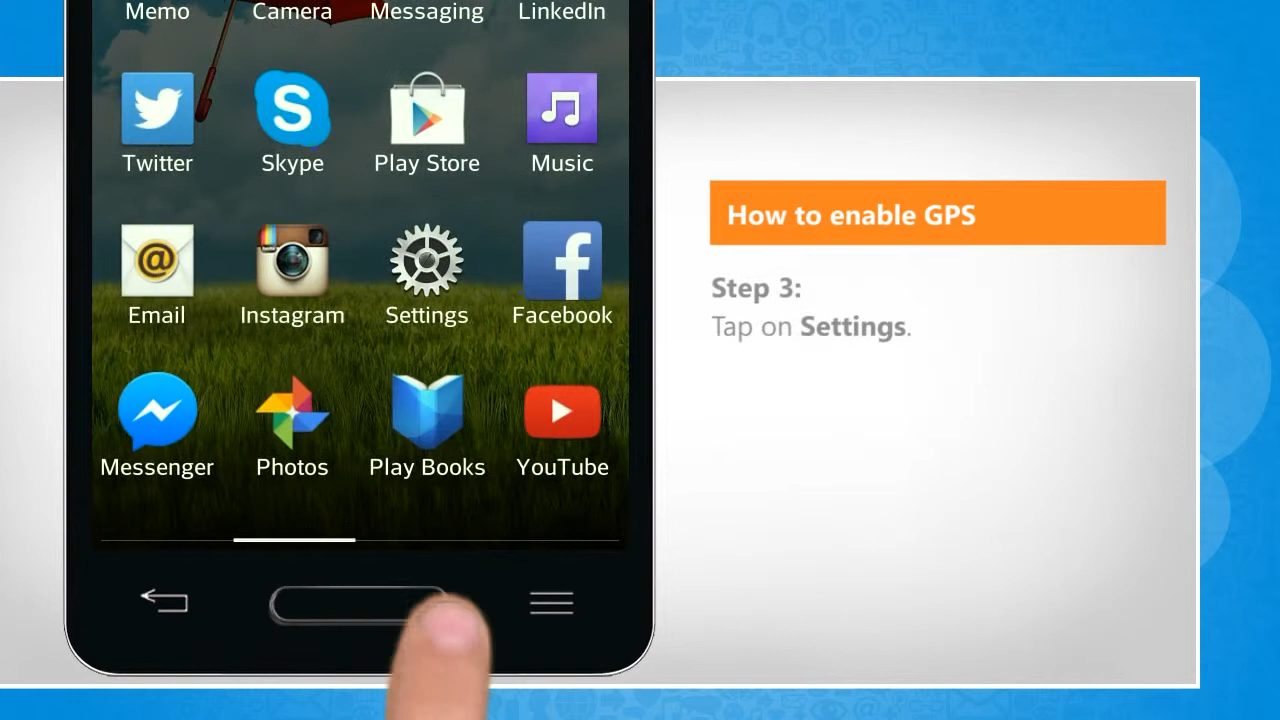 Memo Camera Messaging LinkedIn
Twitter Skype Play Store Music
Email Instagram Settings Facebook
Messenger Photos Play Books YouTube
How to enable GPS
Step 3:
Tap on Settings.